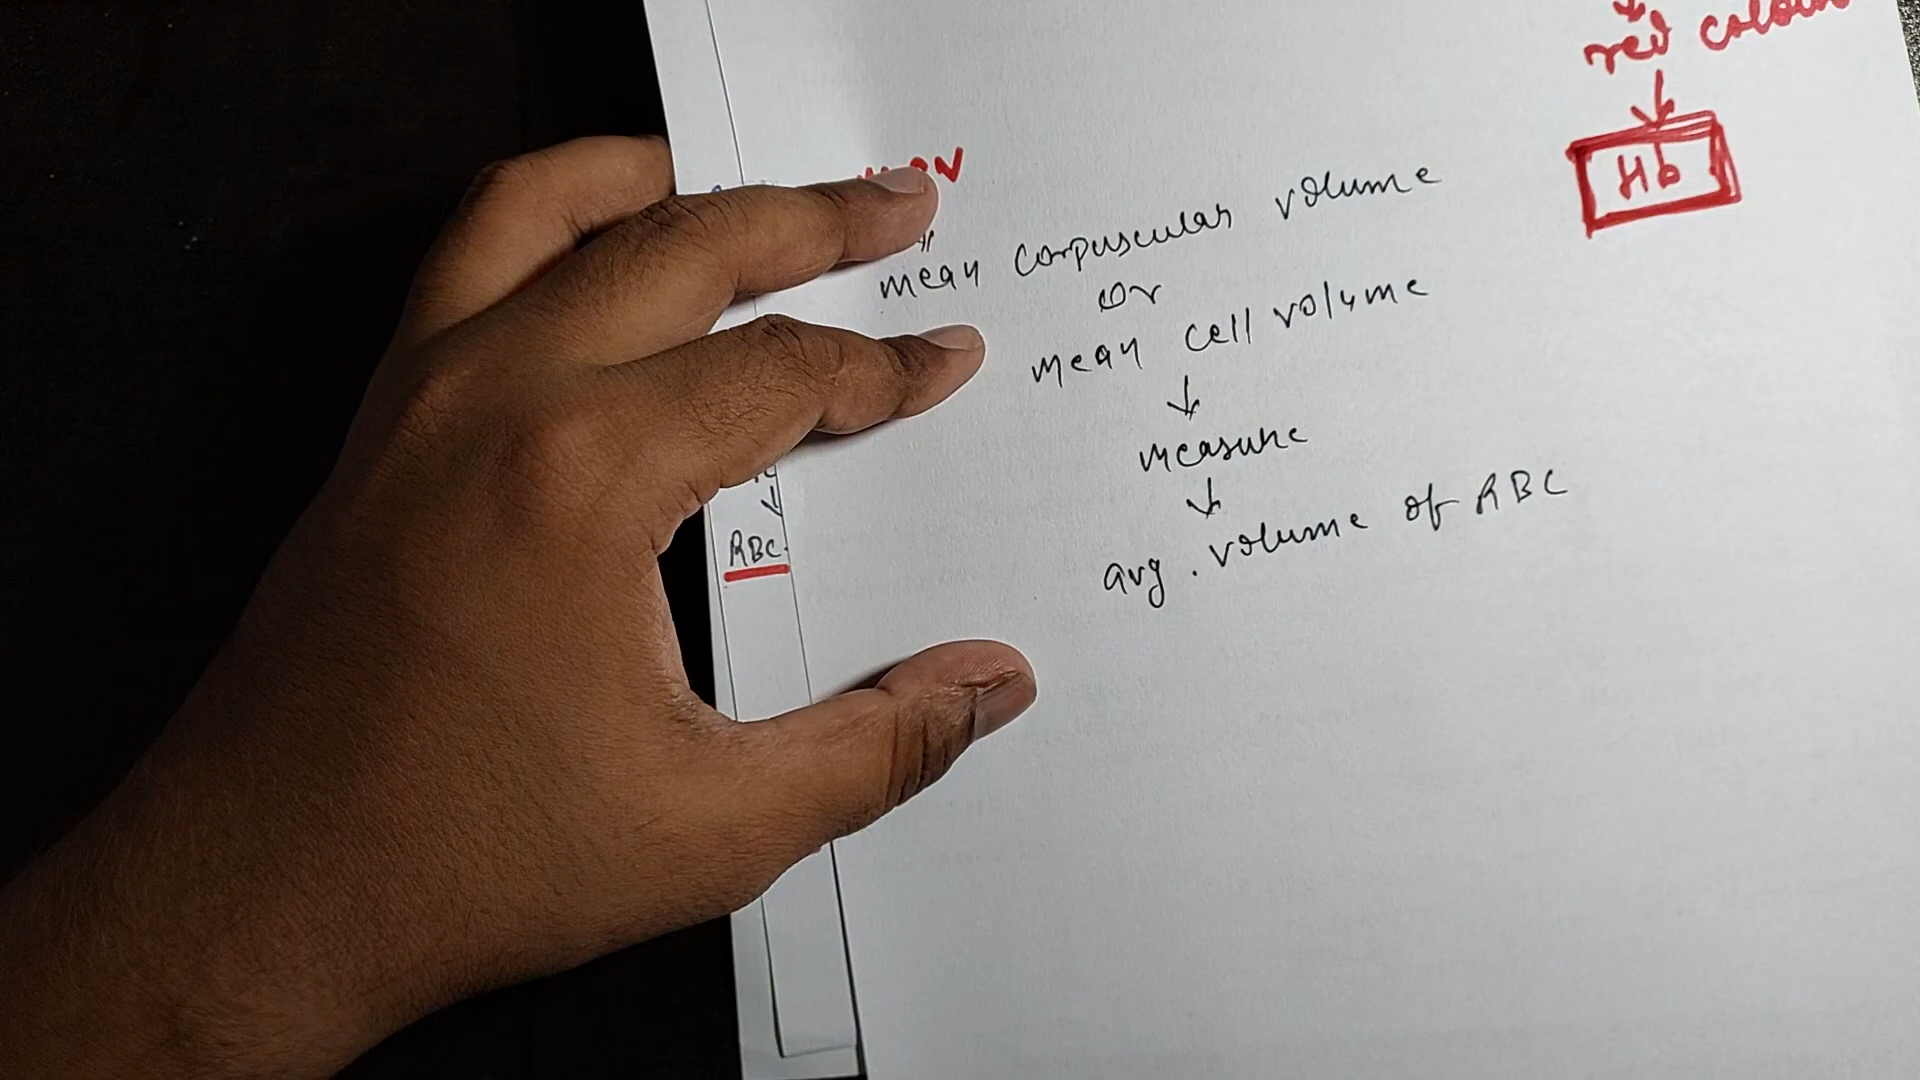 red colour
Hb
mean corpuscular volume
or
mean cell volume
measure
avg. volume of RBC
RBC